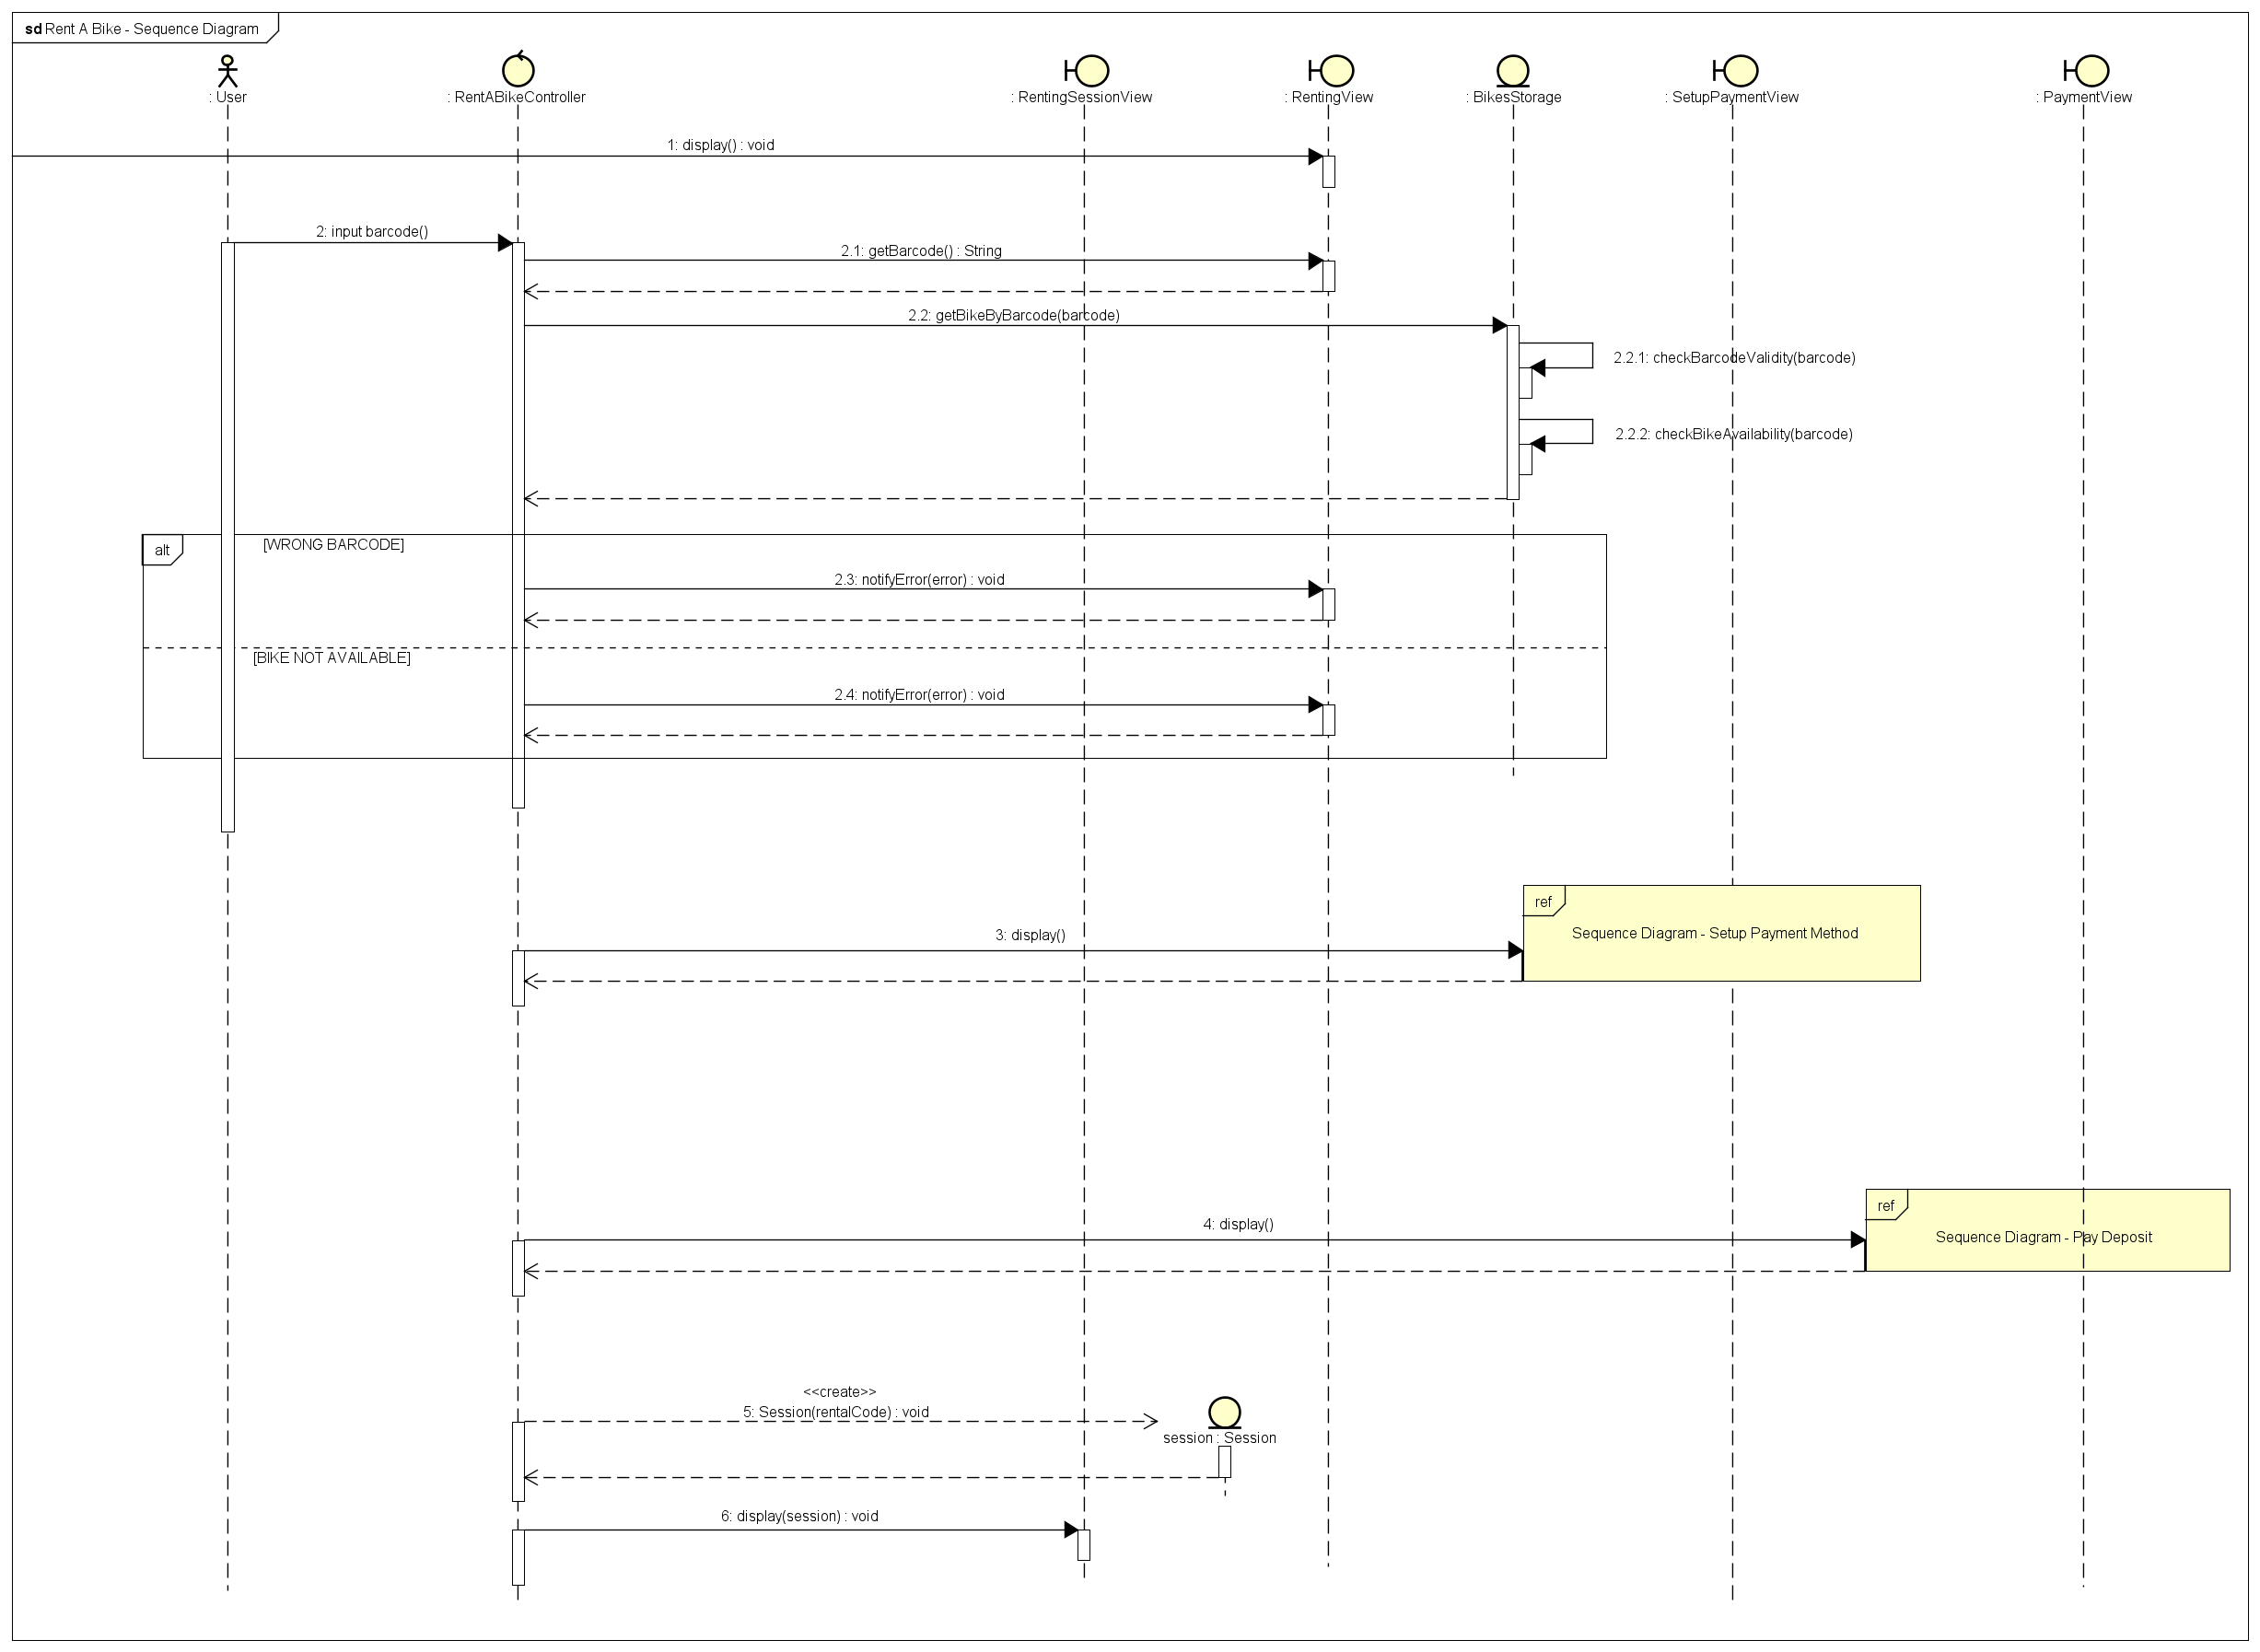 sd Rent A Bike - Sequence Diagram
: User
: RentABikeController
: RentingSessionView
: RentingView
: BikesStorage
: SetupPaymentView
: PaymentView
1: display() : void
2: input barcode()
2.1: getBarcode() : String
2.2: getBikeByBarcode(barcode)
2.2.1: checkBarcodeValidity(barcode)
2.2.2: checkBikeAvailability(barcode)
alt
[WRONG BARCODE]
2.3: notifyError(error) : void
[BIKE NOT AVAILABLE]
2.4: notifyError(error) : void
ref
Sequence Diagram - Setup Payment Method
3: display()
ref
Sequence Diagram - Pay Deposit
4: display()
<<create>>
5: Session(rentalCode) : void
session : Session
6: display(session) : void